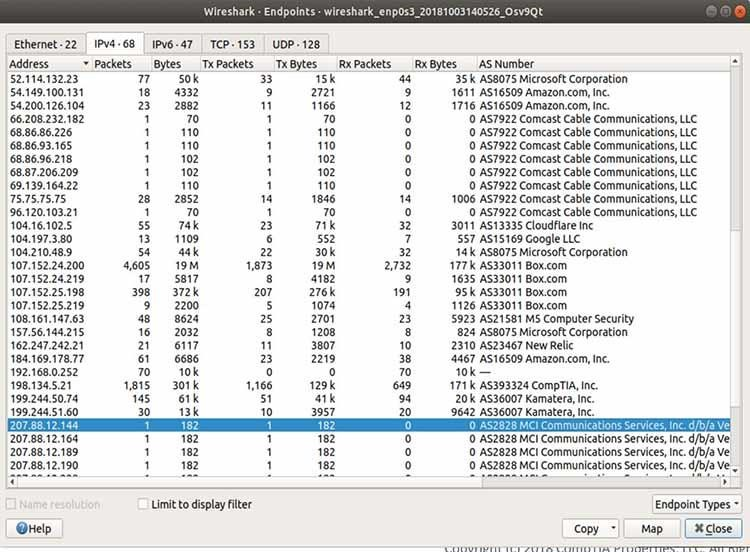 Wireshark · Endpoints · wireshark_enp0s3_20181003140526_Osv9Qt
Ethernet · 22 IPv4 · 68 IPv6 · 47 TCP · 153 UDP · 128
Address Packets Bytes Tx Packets Tx Bytes Rx Packets Rx Bytes AS Number
52.114.132.23 77 50 k 33 15 k 44 35 k AS8075 Microsoft Corporation
54.149.100.131 18 4332 9 2721 9 1611 AS16509 Amazon.com, Inc.
54.200.126.104 23 2882 11 1166 12 1716 AS16509 Amazon.com, Inc.
66.208.232.182 1 70 1 70 0 0 AS7922 Comcast Cable Communications, LLC
68.86.86.226 1 110 1 110 0 0 AS7922 Comcast Cable Communications, LLC
68.86.93.165 1 110 1 110 0 0 AS7922 Comcast Cable Communications, LLC
68.86.96.218 1 102 1 102 0 0 AS7922 Comcast Cable Communications, LLC
68.87.206.209 1 102 1 102 0 0 AS7922 Comcast Cable Communications, LLC
69.139.164.22 1 110 1 110 0 0 AS7922 Comcast Cable Communications, LLC
75.75.75.75 28 2852 14 1846 14 1006 AS7922 Comcast Cable Communications, LLC
96.120.103.21 1 70 1 70 0 0 AS7922 Comcast Cable Communications, LLC
104.16.102.5 55 74 k 23 71 k 32 3011 AS13335 Cloudflare Inc
104.197.3.80 13 1109 6 552 7 557 AS15169 Google LLC
104.210.48.9 54 44 k 22 30 k 32 14 k AS8075 Microsoft Corporation
107.152.24.200 4,605 19 M 1,873 19 M 2,732 177 k AS33011 Box.com
107.152.24.219 17 5817 8 4182 9 1635 AS33011 Box.com
107.152.25.198 398 372 k 207 276 k 191 95 k AS33011 Box.com
107.152.25.219 9 2200 5 1074 4 1126 AS33011 Box.com
108.161.147.63 48 8624 25 2701 23 5923 AS21581 M5 Computer Security
157.56.144.215 16 2032 8 1208 8 824 AS8075 Microsoft Corporation
162.247.242.21 21 6117 11 3807 10 2310 AS23467 New Relic
184.169.178.77 61 6686 23 2219 38 4467 AS16509 Amazon.com, Inc.
192.168.0.252 70 10 k 0 0 70 10 k —
198.134.5.21 1,815 301 k 1,166 129 k 649 171 k AS393324 CompTIA, Inc.
199.244.50.74 145 61 k 51 41 k 94 20 k AS36007 Kamatera, Inc.
199.244.51.60 30 13 k 10 3957 20 9642 AS36007 Kamatera, Inc.
207.88.12.144 1 182 1 182 0 0 AS2828 MCI Communications Services, Inc. d/b/a Ve
207.88.12.164 1 182 1 182 0 0 AS2828 MCI Communications Services, Inc. d/b/a Ve
207.88.12.189 1 182 1 182 0 0 AS2828 MCI Communications Services, Inc. d/b/a Ve
207.88.12.190 1 182 1 182 0 0 AS2828 MCI Communications Services, Inc. d/b/a Ve
Name resolution Limit to display filter Endpoint Types
Help Copy Map Close
Copyright (c) 2018 CompTIA Properties, LLC. All Rig